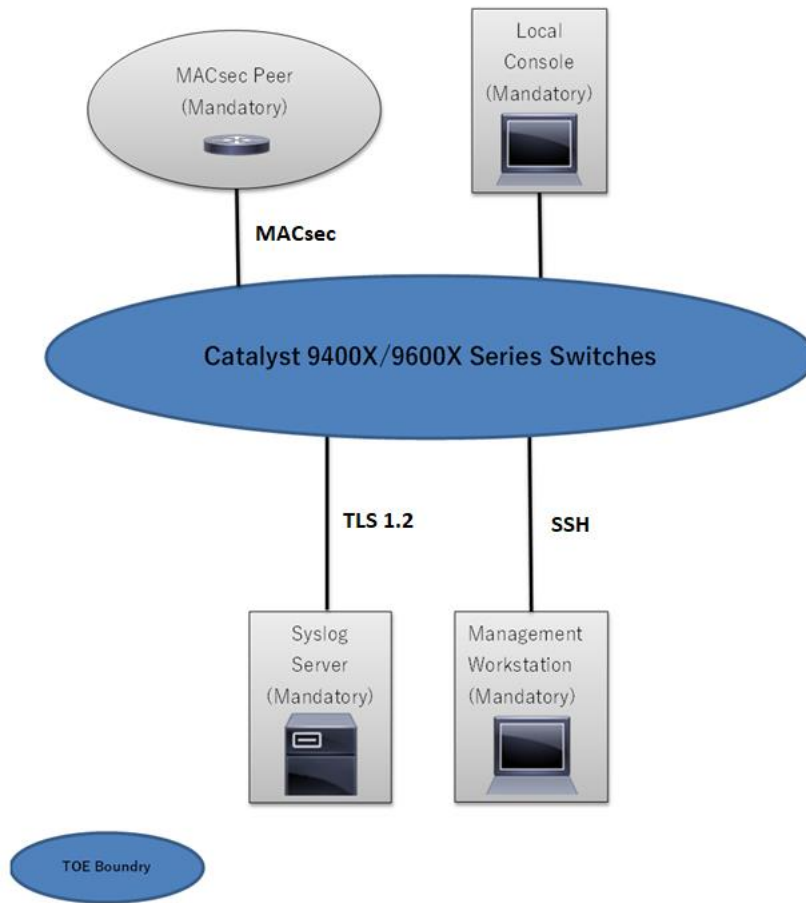 MACsec Peer
(Mandatory)
Local
Console
(Mandatory)
MACsec
Catalyst 9400X/9600X Series Switches
TLS 1.2
SSH
Syslog
Server
(Mandatory)
Management
Workstation
(Mandatory)
TOE Boundry